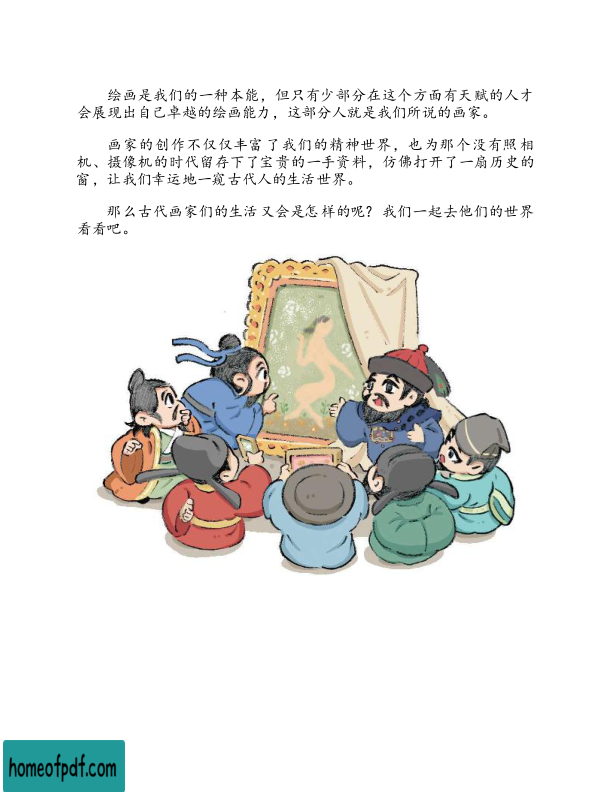 绘画是我们的一种本能，但只有少部分在这个方面有天赋的人才
会展现出自己卓越的绘画能力，这部分人就是我们所说的画家。
画家的创作不仅仅丰富了我们的精神世界，也为那个没有照相
机、摄像机的时代留存下了宝贵的一手资料，仿佛打开了一扇历史的
窗，让我们幸运地一窥古代人的生活世界。
那么古代画家们的生活又会是怎样的呢？我们一起去他们的世界
看看吧。
homeofpdf.com